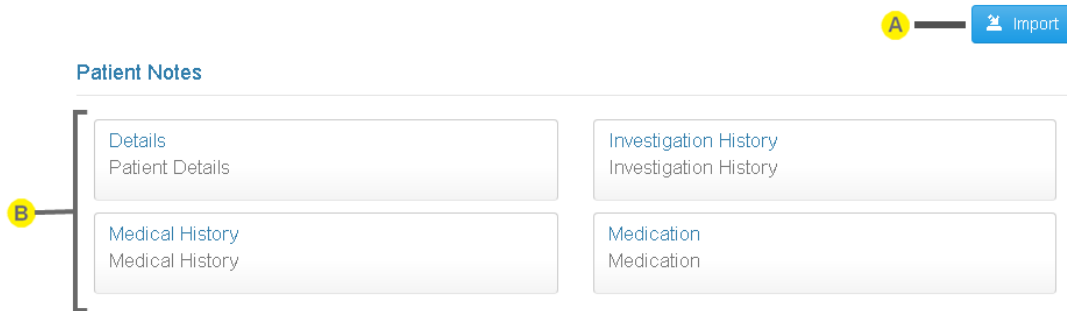 A
Import
Patient Notes
Details
Patient Details
Investigation History
Investigation History
B
Medical History
Medical History
Medication
Medication